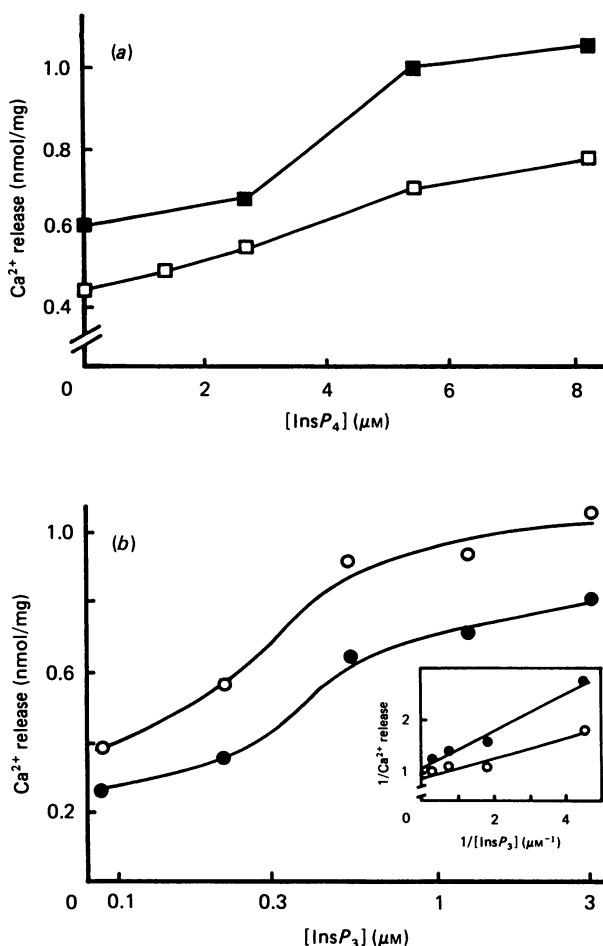 (a)
Ca²⁺ release (nmol/mg)
1.0
0.8
0.6
0.4
0 2 4 6 8
[InsP₄] (μM)
(b)
Ca²⁺ release (nmol/mg)
1.0
0.6
0.2
0 0.1 0.3 1 3
[InsP₃] (μM)
1/Ca²⁺ release
2
1
0 2 4
1/[InsP₃] (μM⁻¹)